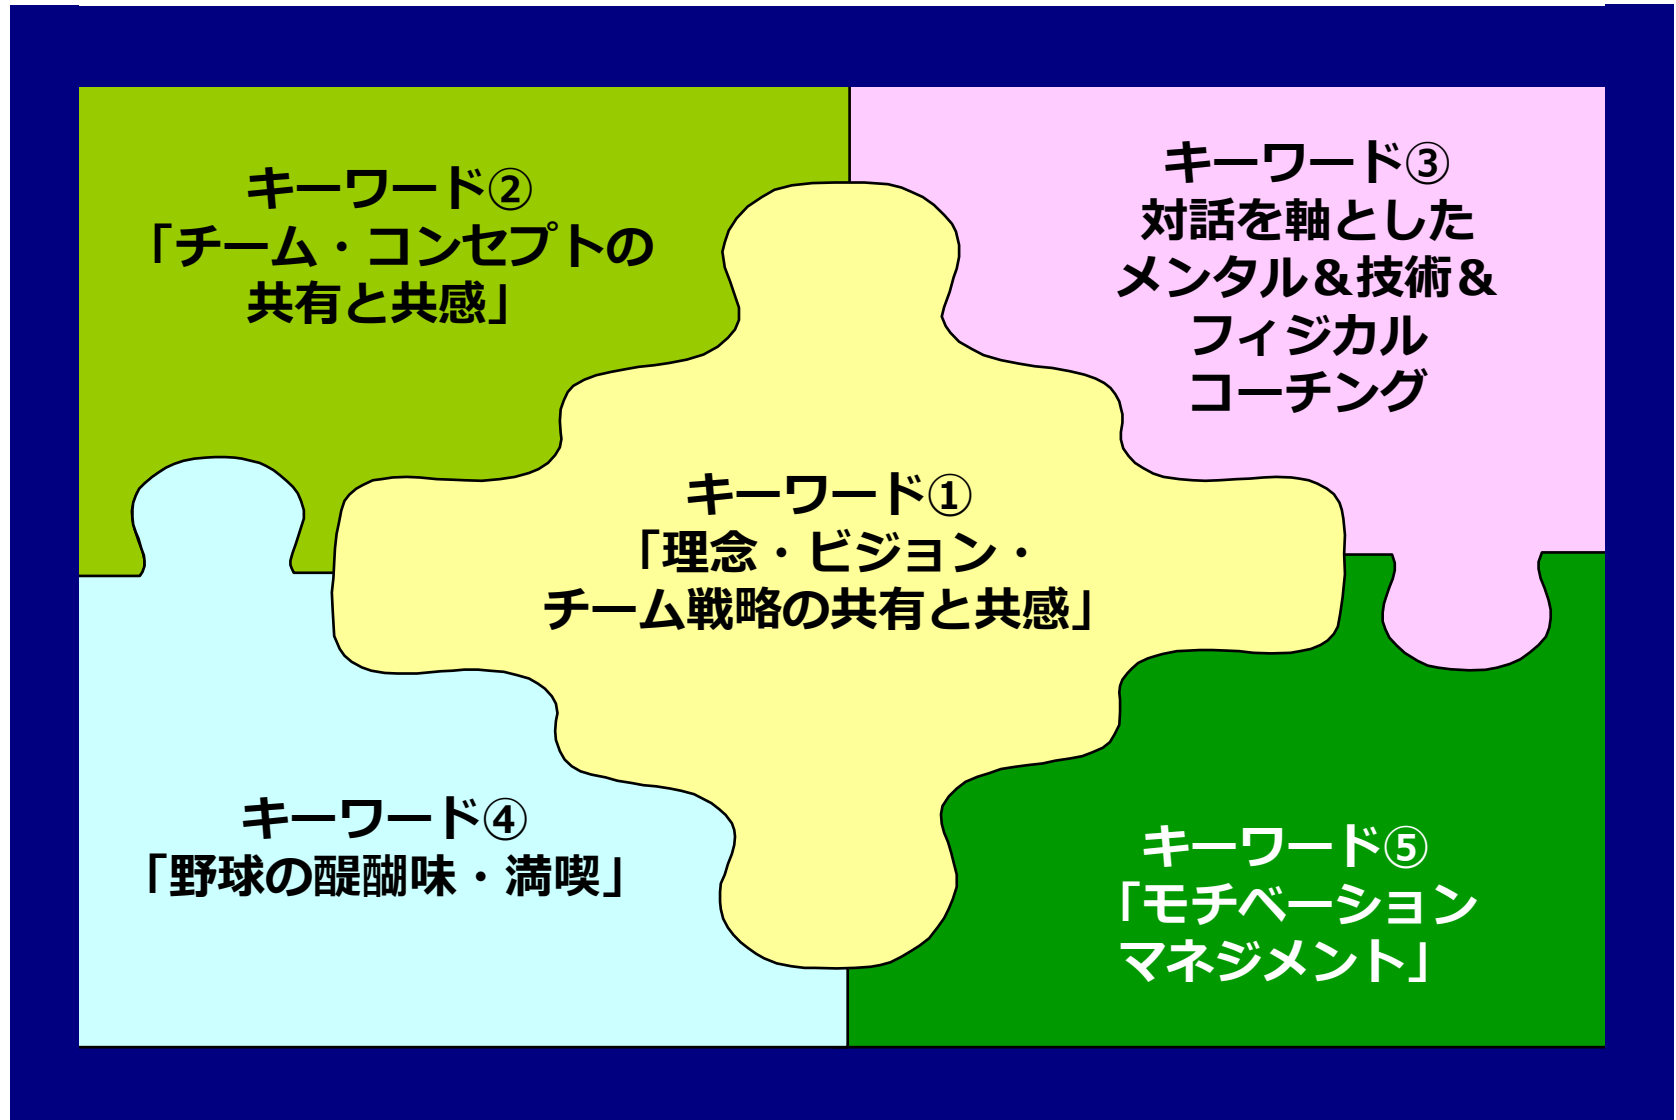 キーワード②
「チーム・コンセプトの
共有と共感」
キーワード③
対話を軸とした
メンタル＆技術＆
フィジカル
コーチング
キーワード①
「理念・ビジョン・
チーム戦略の共有と共感」
キーワード④
「野球の醍醐味・満喫」
キーワード⑤
「モチベーション
マネジメント」